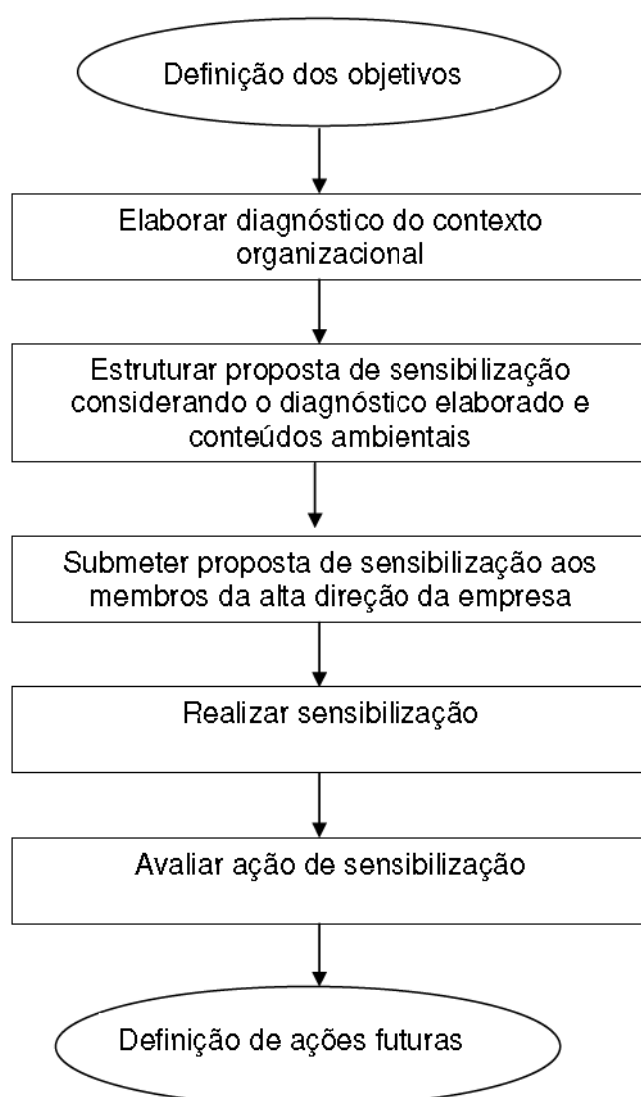 Definição dos objetivos
Elaborar diagnóstico do contexto
organizacional
Estruturar proposta de sensibilização
considerando o diagnóstico elaborado e
conteúdos ambientais
Submeter proposta de sensibilização aos
membros da alta direção da empresa
Realizar sensibilização
Avaliar ação de sensibilização
Definição de ações futuras